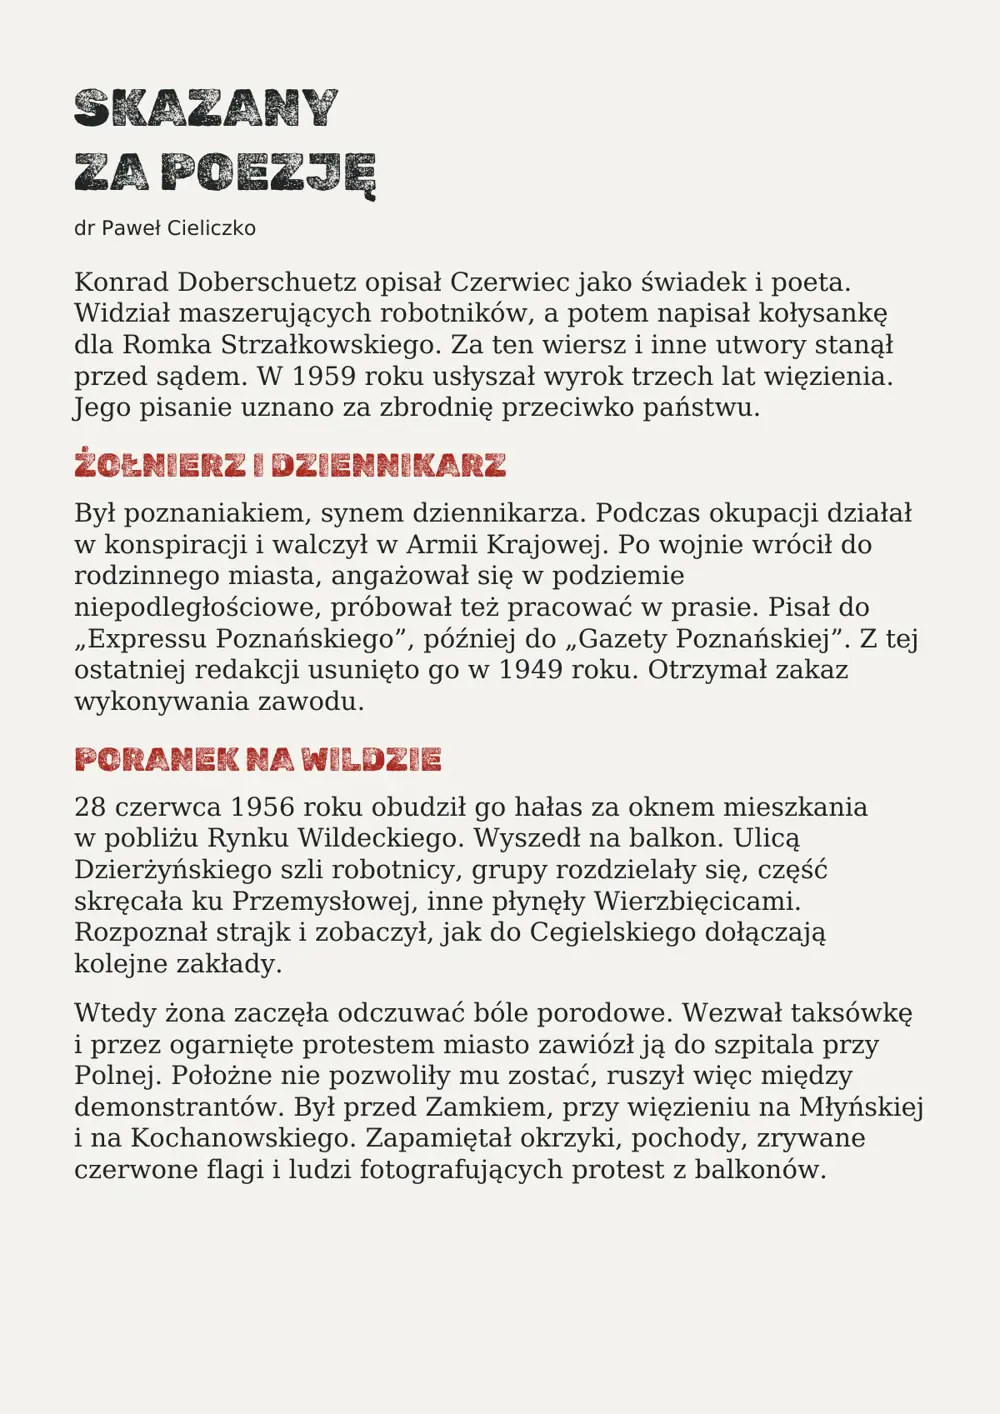 SKAZANY
ZA POEZJĘ
dr Paweł Cieliczko
Konrad Doberschuetz opisał Czerwiec jako świadek i poeta.
Widział maszerujących robotników, a potem napisał kołysankę
dla Romka Strzałkowskiego. Za ten wiersz i inne utwory stanął
przed sądem. W 1959 roku usłyszał wyrok trzech lat więzienia.
Jego pisanie uznano za zbrodnię przeciwko państwu.
ŻOŁNIERZ I DZIENNIKARZ
Był poznaniakiem, synem dziennikarza. Podczas okupacji działał
w konspiracji i walczył w Armii Krajowej. Po wojnie wrócił do
rodzinnego miasta, angażował się w podziemie
niepodległościowe, próbował też pracować w prasie. Pisał do
„Expressu Poznańskiego”, później do „Gazety Poznańskiej”. Z tej
ostatniej redakcji usunięto go w 1949 roku. Otrzymał zakaz
wykonywania zawodu.
PORANEK NA WILDZIE
28 czerwca 1956 roku obudził go hałas za oknem mieszkania
w pobliżu Rynku Wildeckiego. Wyszedł na balkon. Ulicą
Dzierżyńskiego szli robotnicy, grupy rozdzielały się, część
skręcała ku Przemysłowej, inne płynęły Wierzbięcicami.
Rozpoznał strajk i zobaczył, jak do Cegielskiego dołączają
kolejne zakłady.
Wtedy żona zaczęła odczuwać bóle porodowe. Wezwał taksówkę
i przez ogarnięte protestem miasto zawiózł ją do szpitala przy
Polnej. Położne nie pozwoliły mu zostać, ruszył więc między
demonstrantów. Był przed Zamkiem, przy więzieniu na Młyńskiej
i na Kochanowskiego. Zapamiętał okrzyki, pochody, zrywane
czerwone flagi i ludzi fotografujących protest z balkonów.